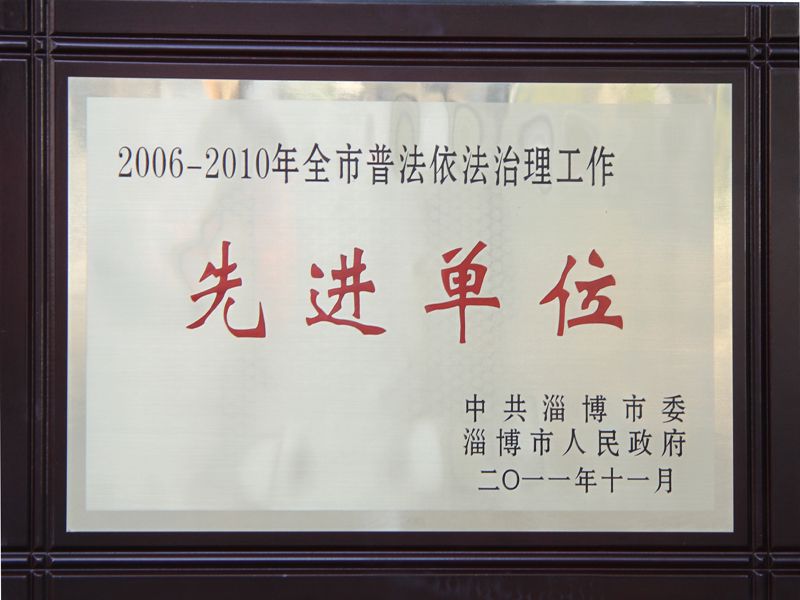 2006-2010年全市普法依法治理工作
先进单位
中共淄博市委
淄博市人民政府
二〇一一年十一月